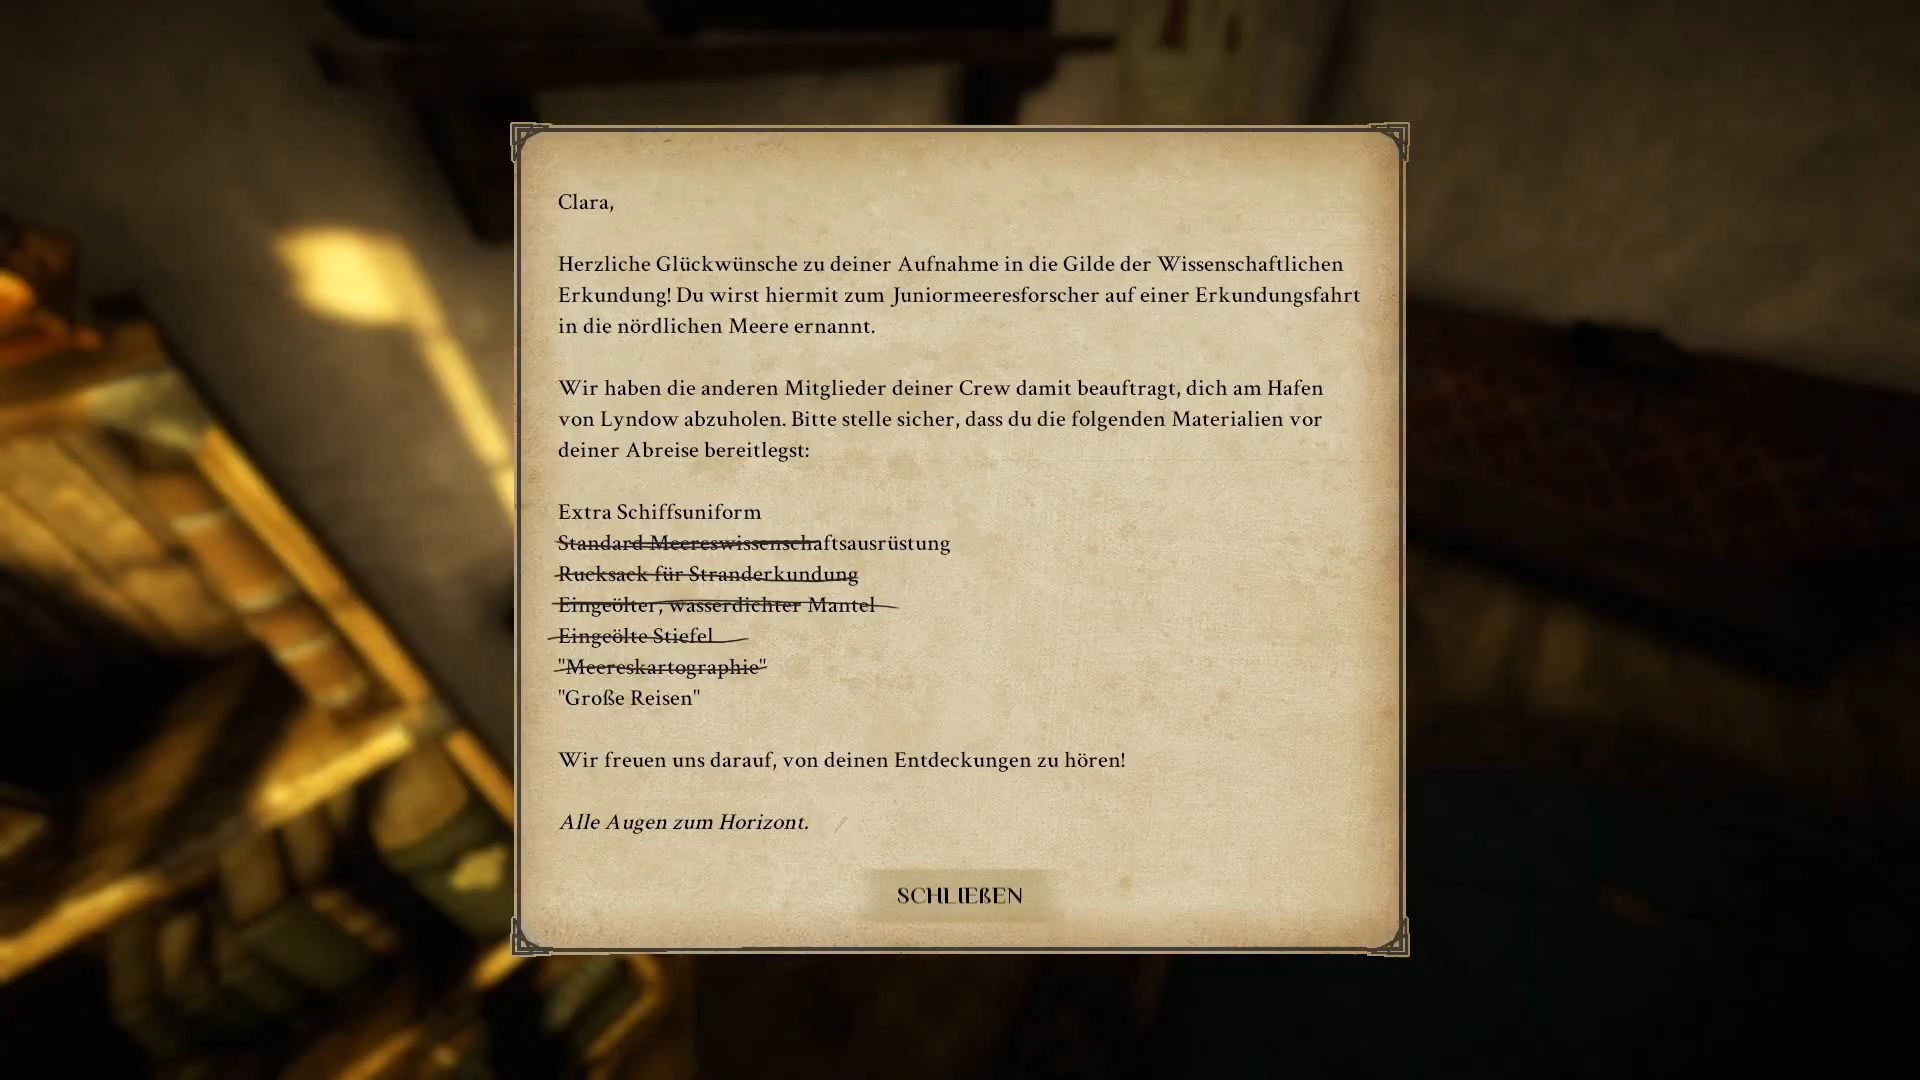 Clara,
Herzliche Glückwünsche zu deiner Aufnahme in die Gilde der Wissenschaftlichen
Erkundung! Du wirst hiermit zum Juniormeeresforscher auf einer Erkundungsfahrt
in die nördlichen Meere ernannt.
Wir haben die anderen Mitglieder deiner Crew damit beauftragt, dich am Hafen
von Lyndow abzuholen. Bitte stelle sicher, dass du die folgenden Materialien vor
deiner Abreise bereitlegst:
Extra Schiffsuniform
Standard Meereswissenschaftsausrüstung
Rucksack für Stranderkundung
Eingeölter, wasserdichter Mantel
Eingeölte Stiefel
"Meereskartographie"
"Große Reisen"
Wir freuen uns darauf, von deinen Entdeckungen zu hören!
Alle Augen zum Horizont.
SCHLIEßEN